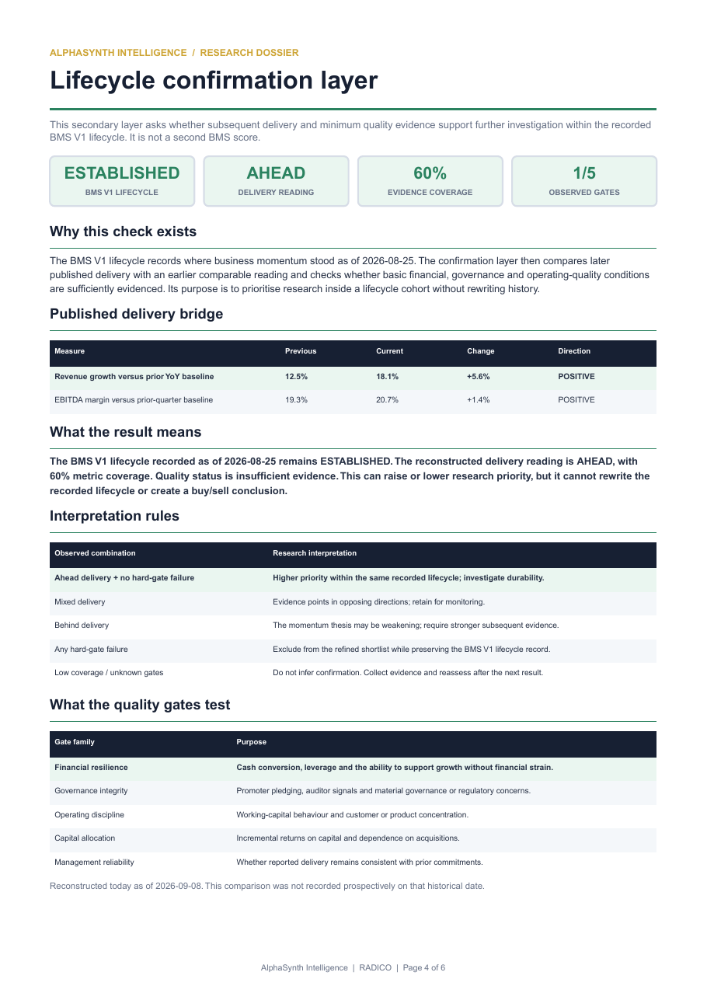 ALPHASYNTH INTELLIGENCE / RESEARCH DOSSIER
Lifecycle confirmation layer
This secondary layer asks whether subsequent delivery and minimum quality evidence support further investigation within the recorded
BMS V1 lifecycle. It is not a second BMS score.
ESTABLISHED AHEAD 60% 1/5
BMS V1 LIFECYCLE DELIVERY READING EVIDENCE COVERAGE OBSERVED GATES
Why this check exists
The BMS V1 lifecycle records where business momentum stood as of 2026-08-25. The confirmation layer then compares later
published delivery with an earlier comparable reading and checks whether basic financial, governance and operating-quality conditions
are sufficiently evidenced. Its purpose is to prioritise research inside a lifecycle cohort without rewriting history.
Published delivery bridge
Measure Previous Current Change Direction
Revenue growth versus prior YoY baseline 12.5% 18.1% +5.6% POSITIVE
EBITDA margin versus prior-quarter baseline 19.3% 20.7% +1.4% POSITIVE
What the result means
The BMS V1 lifecycle recorded as of 2026-08-25 remains ESTABLISHED. The reconstructed delivery reading is AHEAD, with
60% metric coverage. Quality status is insufficient evidence. This can raise or lower research priority, but it cannot rewrite the
recorded lifecycle or create a buy/sell conclusion.
Interpretation rules
Observed combination Research interpretation
Ahead delivery + no hard-gate failure Higher priority within the same recorded lifecycle; investigate durability.
Mixed delivery Evidence points in opposing directions; retain for monitoring.
Behind delivery The momentum thesis may be weakening; require stronger subsequent evidence.
Any hard-gate failure Exclude from the refined shortlist while preserving the BMS V1 lifecycle record.
Low coverage / unknown gates Do not infer confirmation. Collect evidence and reassess after the next result.
What the quality gates test
Gate family Purpose
Financial resilience Cash conversion, leverage and the ability to support growth without financial strain.
Governance integrity Promoter pledging, auditor signals and material governance or regulatory concerns.
Operating discipline Working-capital behaviour and customer or product concentration.
Capital allocation Incremental returns on capital and dependence on acquisitions.
Management reliability Whether reported delivery remains consistent with prior commitments.
Reconstructed today as of 2026-09-08. This comparison was not recorded prospectively on that historical date.
AlphaSynth Intelligence | RADICO | Page 4 of 6